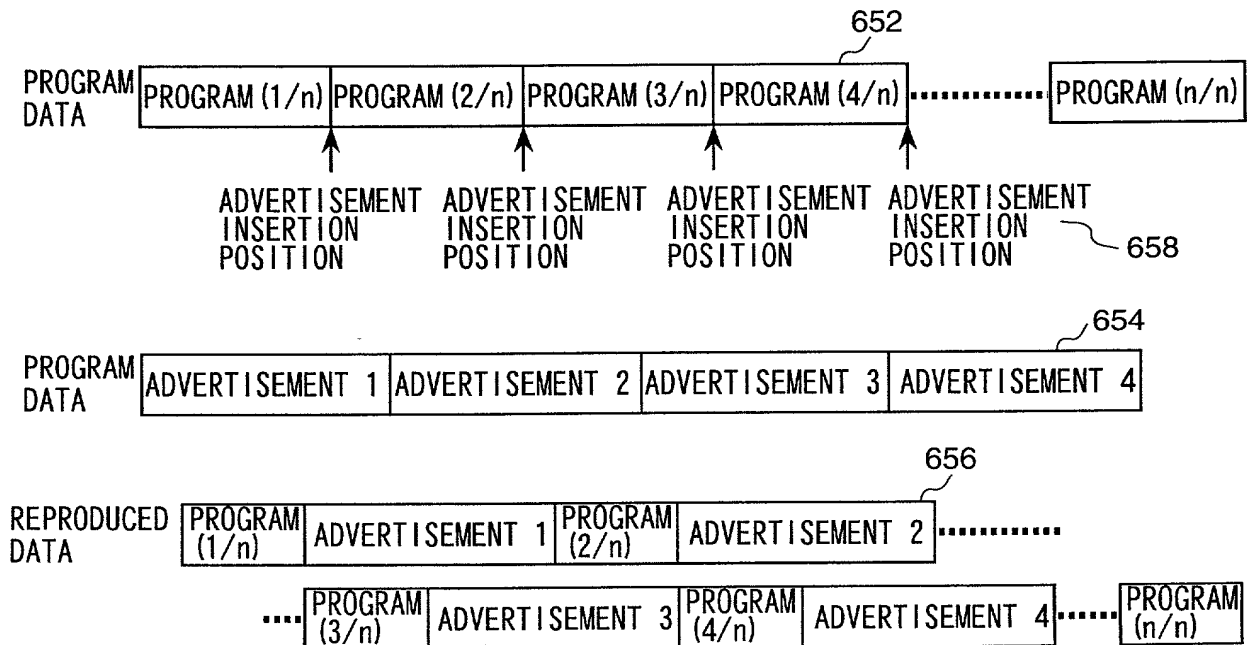 652
PROGRAM DATA
PROGRAM (1/n) PROGRAM (2/n) PROGRAM (3/n) PROGRAM (4/n) PROGRAM (n/n)
ADVERTISEMENT INSERTION POSITION
ADVERTISEMENT INSERTION POSITION
ADVERTISEMENT INSERTION POSITION
ADVERTISEMENT INSERTION POSITION
658
654
PROGRAM DATA
ADVERTISEMENT 1 ADVERTISEMENT 2 ADVERTISEMENT 3 ADVERTISEMENT 4
656
REPRODUCED DATA
PROGRAM (1/n) ADVERTISEMENT 1 PROGRAM (2/n) ADVERTISEMENT 2
PROGRAM (3/n) ADVERTISEMENT 3 PROGRAM (4/n) ADVERTISEMENT 4 PROGRAM (n/n)